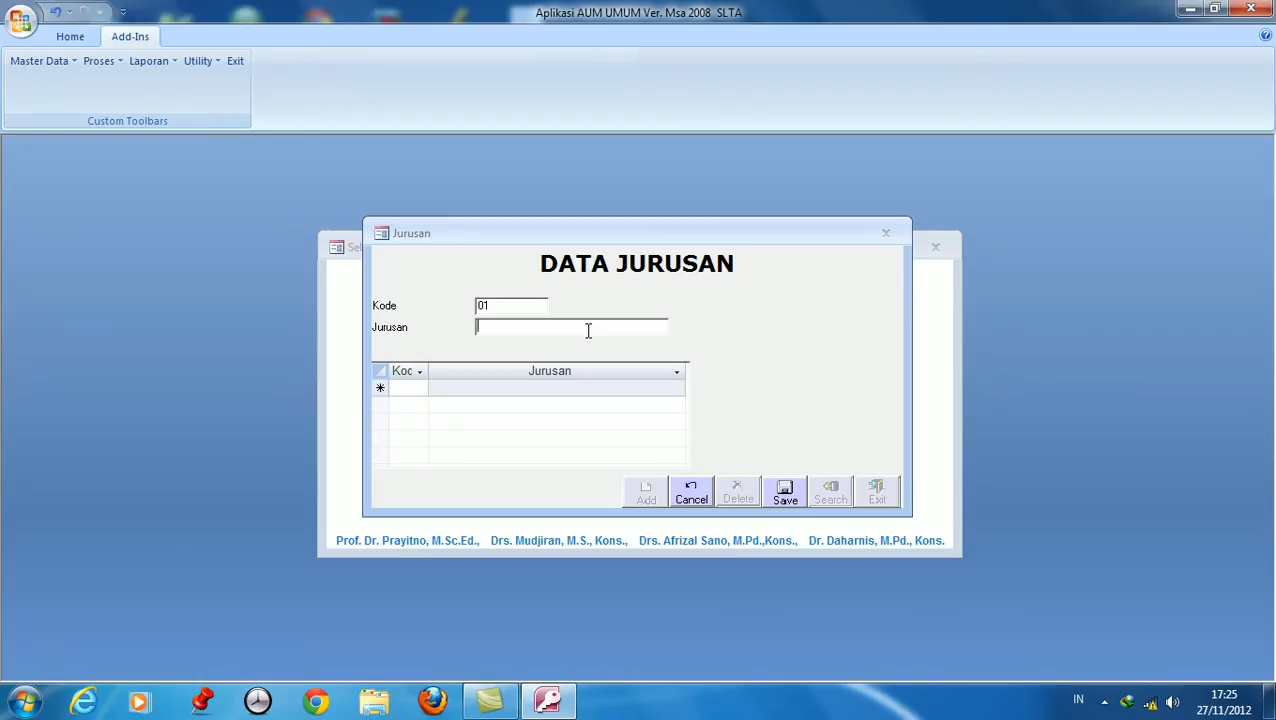 Aplikasi AUM UMUM Ver. Msa 2008 SLTA
Home Add-Ins
Master Data Proses Laporan Utility Exit
Custom Toolbars
Jurusan
DATA JURUSAN
Kode 01
Jurusan
Koc Jurusan
Add Cancel Delete Save Search Exit
Prof. Dr. Prayitno, M.Sc.Ed., Drs. Mudjiran, M.S., Kons., Drs. Afrizal Sano, M.Pd.,Kons., Dr. Daharnis, M.Pd., Kons.
IN 17:25
27/11/2012